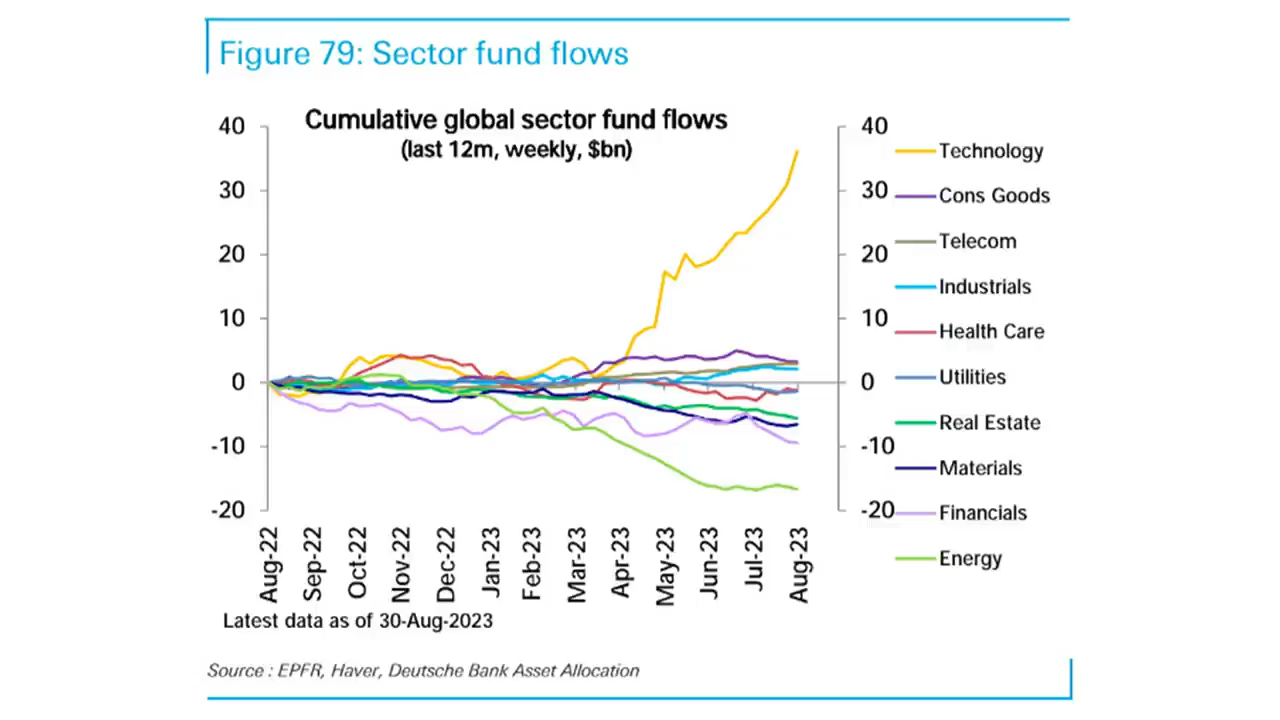 Figure 79: Sector fund flows
Cumulative global sector fund flows
(last 12m, weekly, $bn)
40
30
20
10
0
-10
-20
40
30
20
10
0
-10
-20
Technology
Cons Goods
Telecom
Industrials
Health Care
Utilities
Real Estate
Materials
Financials
Energy
Aug-22
Sep-22
Oct-22
Nov-22
Dec-22
Jan-23
Feb-23
Mar-23
Apr-23
May-23
Jun-23
Jul-23
Aug-23
Latest data as of 30-Aug-2023
Source : EPFR, Haver, Deutsche Bank Asset Allocation